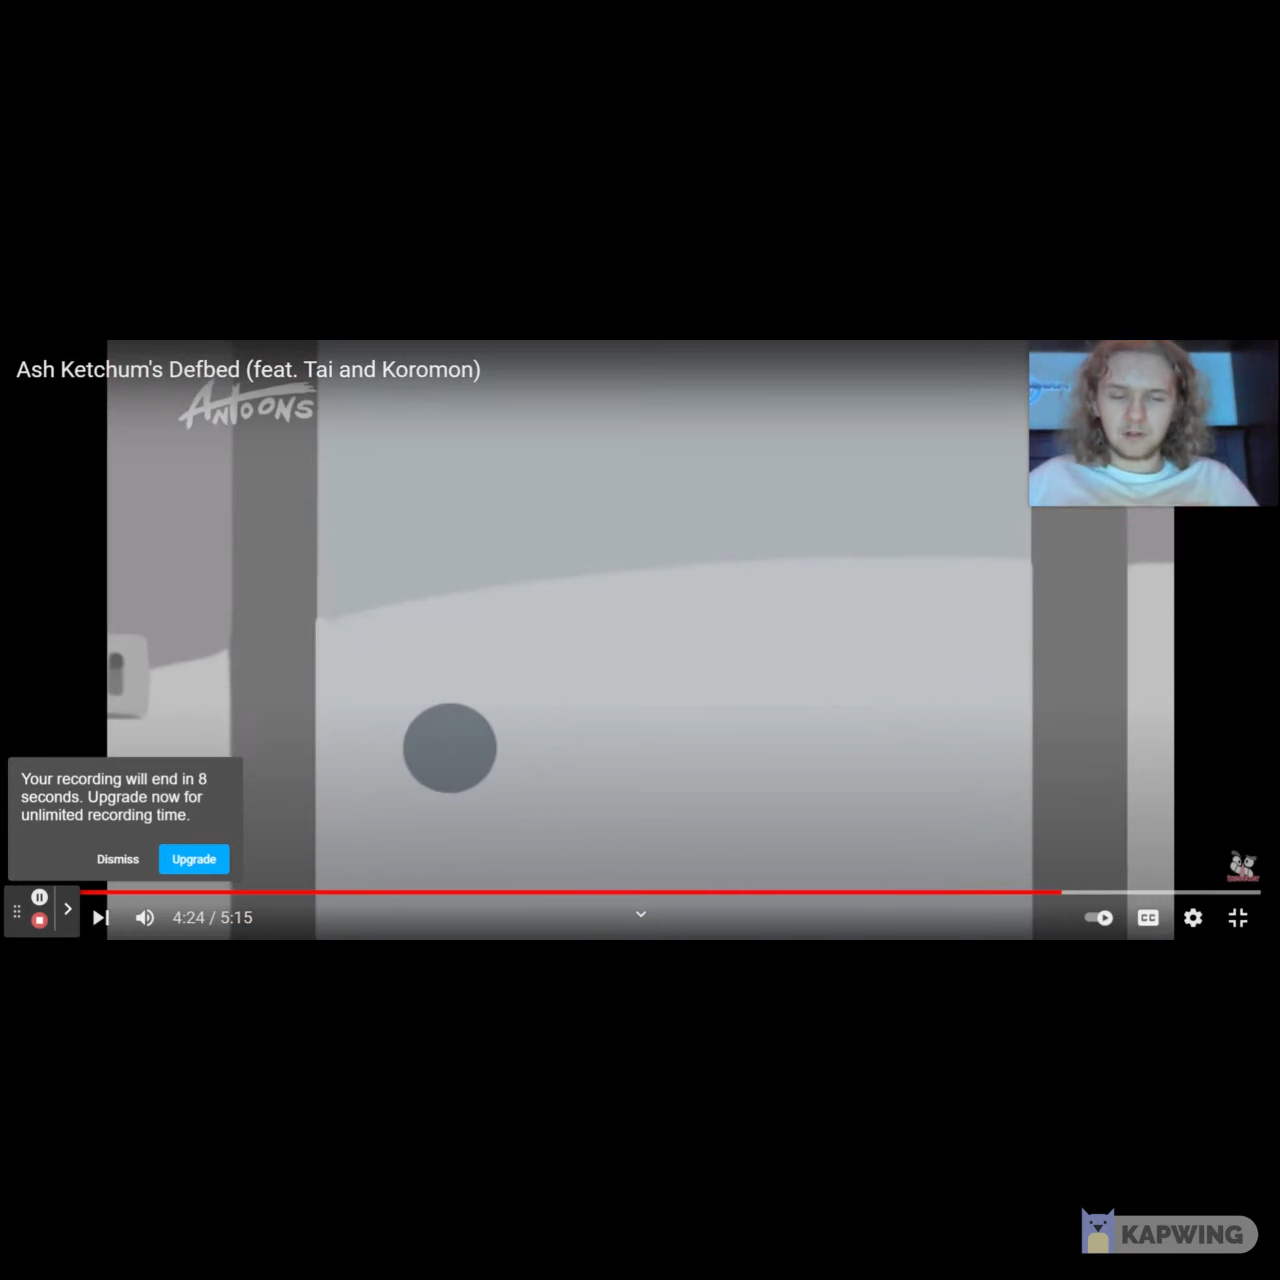 Ash Ketchum's Defbed (feat. Tai and Koromon)
ANTOONS
Your recording will end in 8
seconds. Upgrade now for
unlimited recording time.
Dismiss
Upgrade
4:24 / 5:15
CC
KAPWING